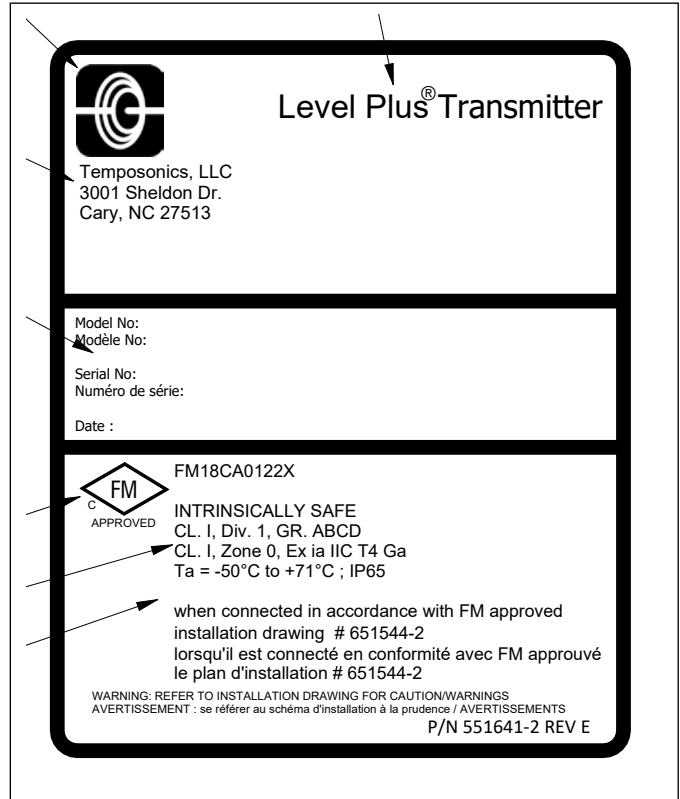 Level Plus® Transmitter
Temposonics, LLC
3001 Sheldon Dr.
Cary, NC 27513
Model No:
Modèle No:
Serial No:
Numéro de série:
Date :
FM
C
APPROVED
FM18CA0122X
INTRINSICALLY SAFE
CL. I, Div. 1, GR. ABCD
CL. I, Zone 0, Ex ia IIC T4 Ga
Ta = -50°C to +71°C ; IP65
when connected in accordance with FM approved
installation drawing # 651544-2
lorsqu'il est connecté en conformité avec FM approuvé
le plan d'installation # 651544-2
WARNING: REFER TO INSTALLATION DRAWING FOR CAUTION/WARNINGS
AVERTISSEMENT : se référer au schéma d'installation à la prudence / AVERTISSEMENTS
P/N 551641-2 REV E